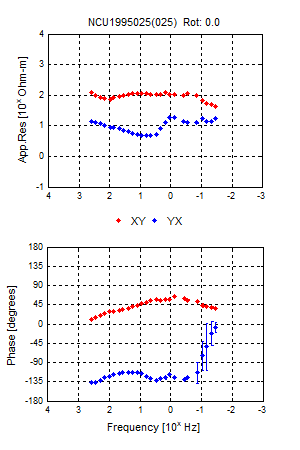 NCU1995025(025) Rot: 0.0
App.Res [10^x Ohm-m]
4
3
2
1
0
-1
4 3 2 1 0 -1 -2 -3
XY YX
Phase [degrees]
180
135
90
45
0
-45
-90
-135
-180
4 3 2 1 0 -1 -2 -3
Frequency [10^x Hz]